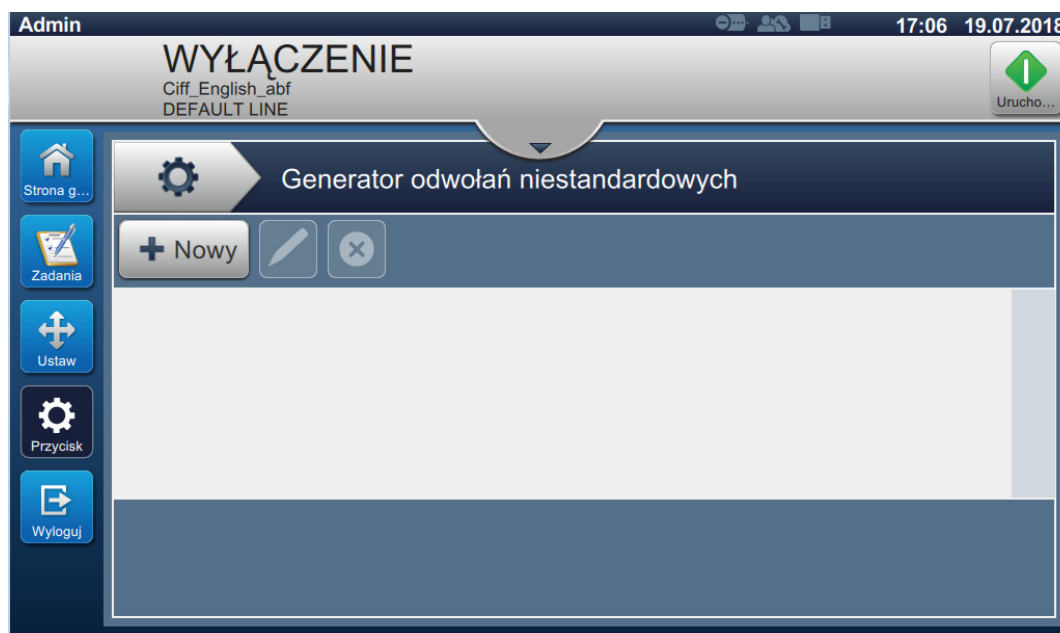 Admin
17:06 19.07.2018
WYŁĄCZENIE
Ciff_English_abf
DEFAULT LINE
Urucho...
Strona g...
Generator odwołań niestandardowych
Nowy
Zadania
Ustaw
Przycisk
Wyloguj